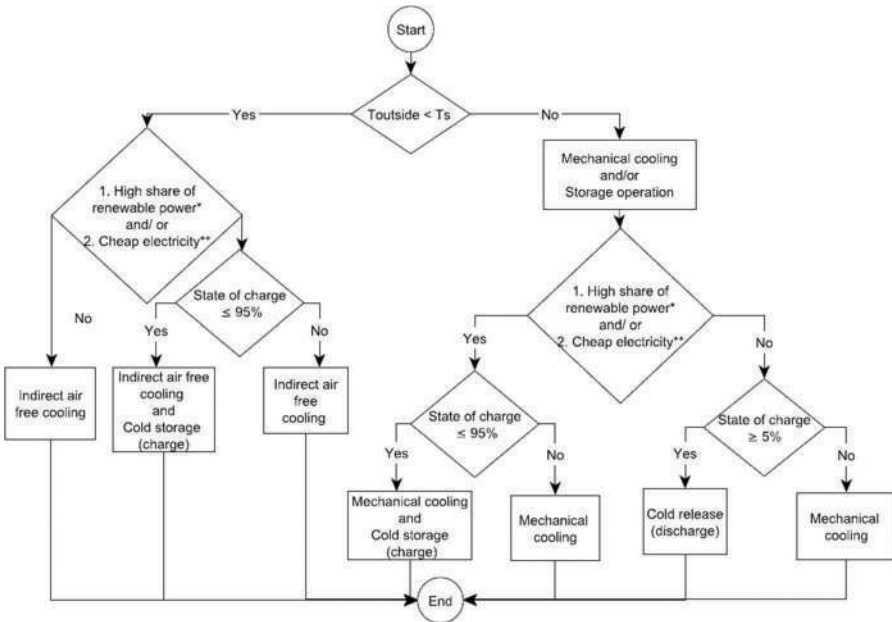 Start
Toutside < Ts
Yes
No
1. High share of
renewable power*
and/ or
2. Cheap electricity**
Mechanical cooling
and/or
Storage operation
No
State of charge
≤ 95%
Yes
No
Indirect air
free cooling
Indirect air free
cooling
and
Cold storage
(charge)
Indirect air
free
cooling
1. High share of
renewable power*
and/ or
2. Cheap electricity**
Yes
No
State of charge
≤ 95%
Yes
No
Mechanical cooling
and
Cold storage
(charge)
Mechanical
cooling
State of charge
≥ 5%
Yes
No
Cold release
(discharge)
Mechanical
cooling
End